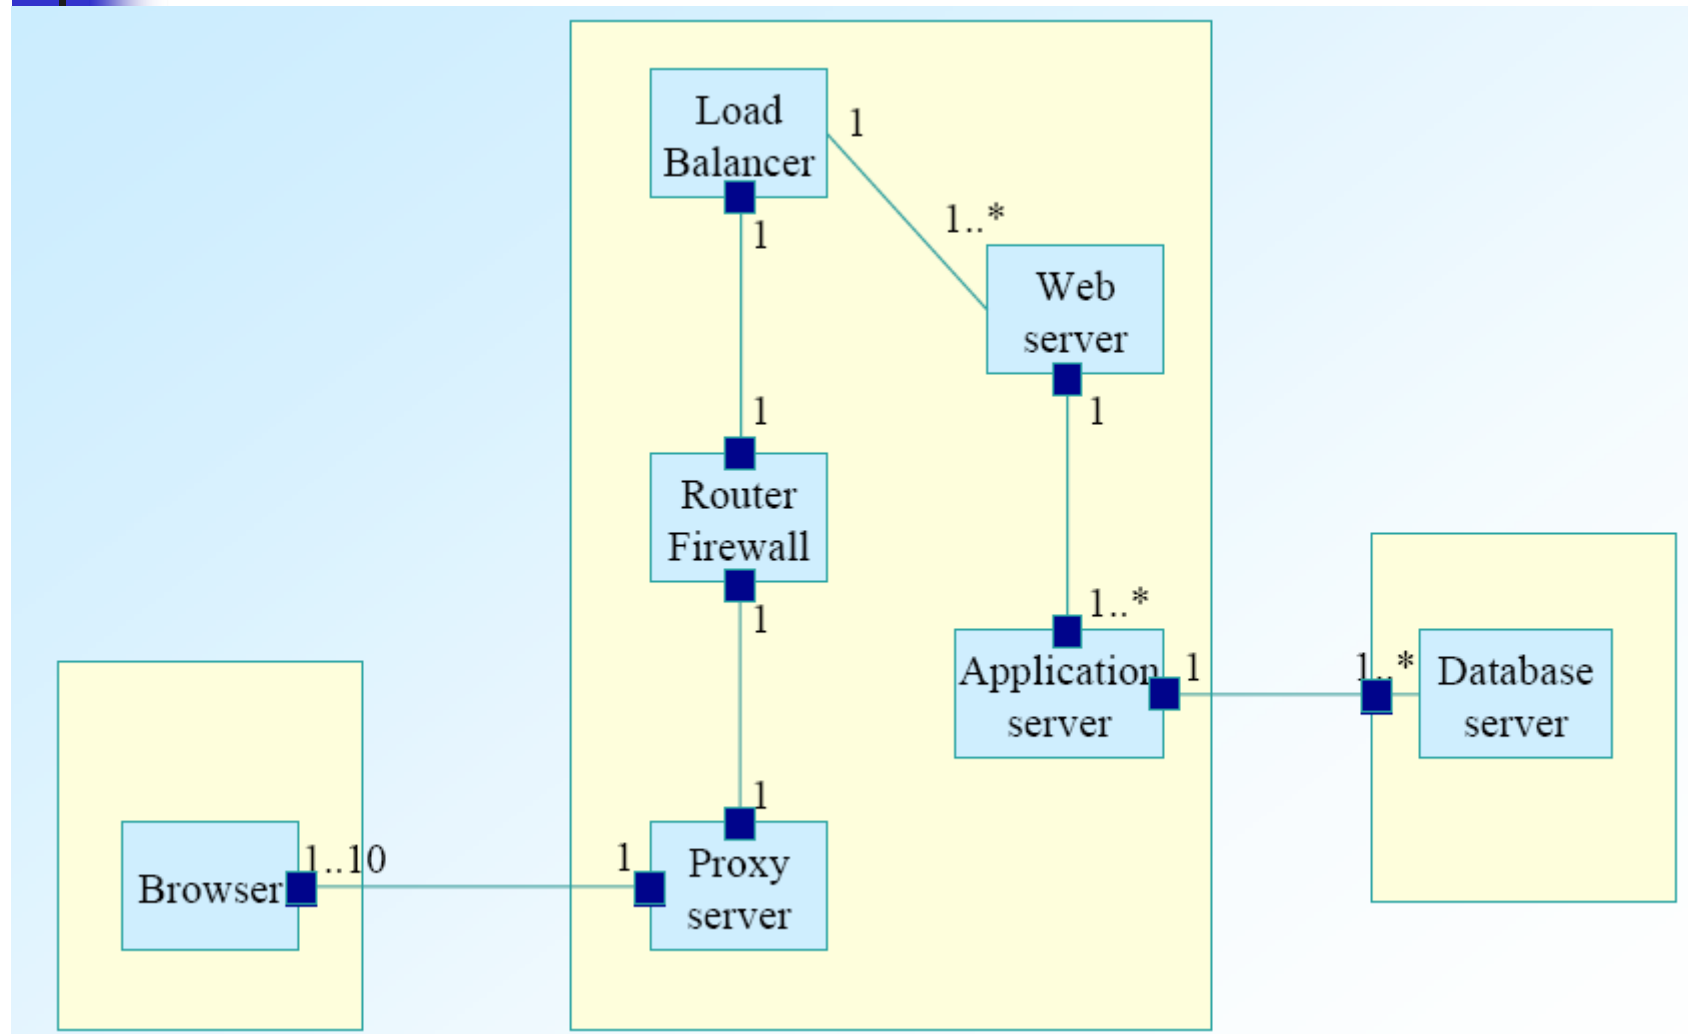 Load
Balancer
1
1..*
1
Web
server
1
1
Router
Firewall
1
1..*
1
Application
server
1
1..*
Database
server
1
Proxy
server
1
1..10
Browser